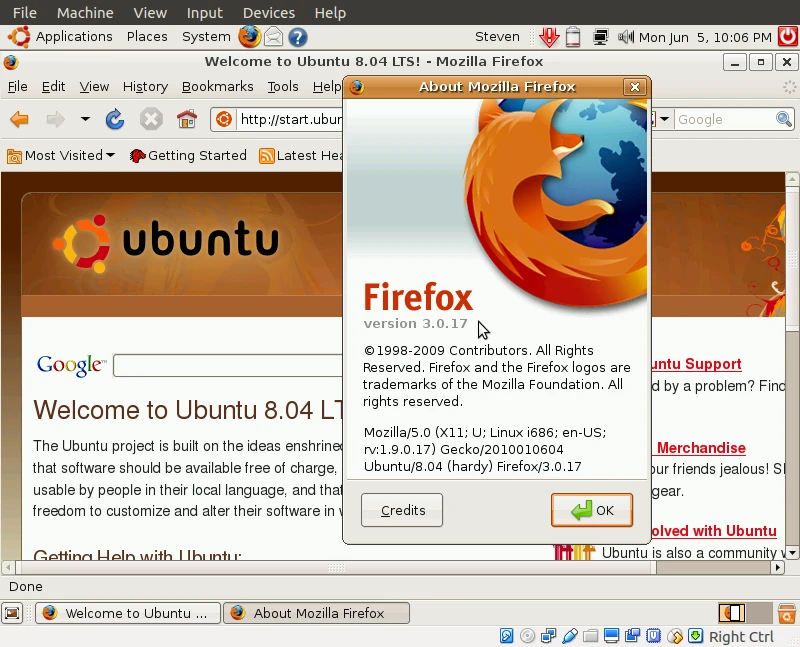 File Machine View Input Devices Help
Applications Places System Steven Mon Jun 5, 10:06 PM
Welcome to Ubuntu 8.04 LTS! - Mozilla Firefox
File Edit View History Bookmarks Tools Help
About Mozilla Firefox
http://start.ubun
Google
Most Visited Getting Started Latest Hea
ubuntu
Firefox
version 3.0.17
©1998-2009 Contributors. All Rights
Reserved. Firefox and the Firefox logos are
trademarks of the Mozilla Foundation. All
rights reserved.
Mozilla/5.0 (X11; U; Linux i686; en-US;
rv:1.9.0.17) Gecko/2010010604
Ubuntu/8.04 (hardy) Firefox/3.0.17
Credits OK
Google
Welcome to Ubuntu 8.04 LT
The Ubuntu project is built on the ideas enshrine
that software should be available free of charge,
usable by people in their local language, and that
freedom to customize and alter their software in w
Getting Help with Ubuntu:
untu Support
d by a problem? Find
Merchandise
our friends jealous! S
gear.
olved with Ubuntu
Ubuntu is also a community w
Done
Welcome to Ubuntu ... About Mozilla Firefox
Right Ctrl